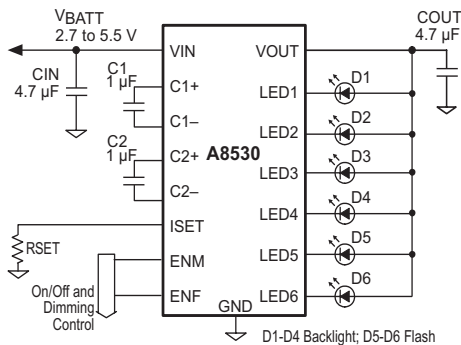 VBATT
2.7 to 5.5 V
CIN
4.7 µF
C1
1 µF
C2
1 µF
RSET
On/Off and
Dimming
Control
VIN
C1+
C1–
C2+
C2–
ISET
ENM
ENF
A8530
GND
VOUT
LED1
LED2
LED3
LED4
LED5
LED6
D1
D2
D3
D4
D5
D6
COUT
4.7 µF
D1-D4 Backlight; D5-D6 Flash